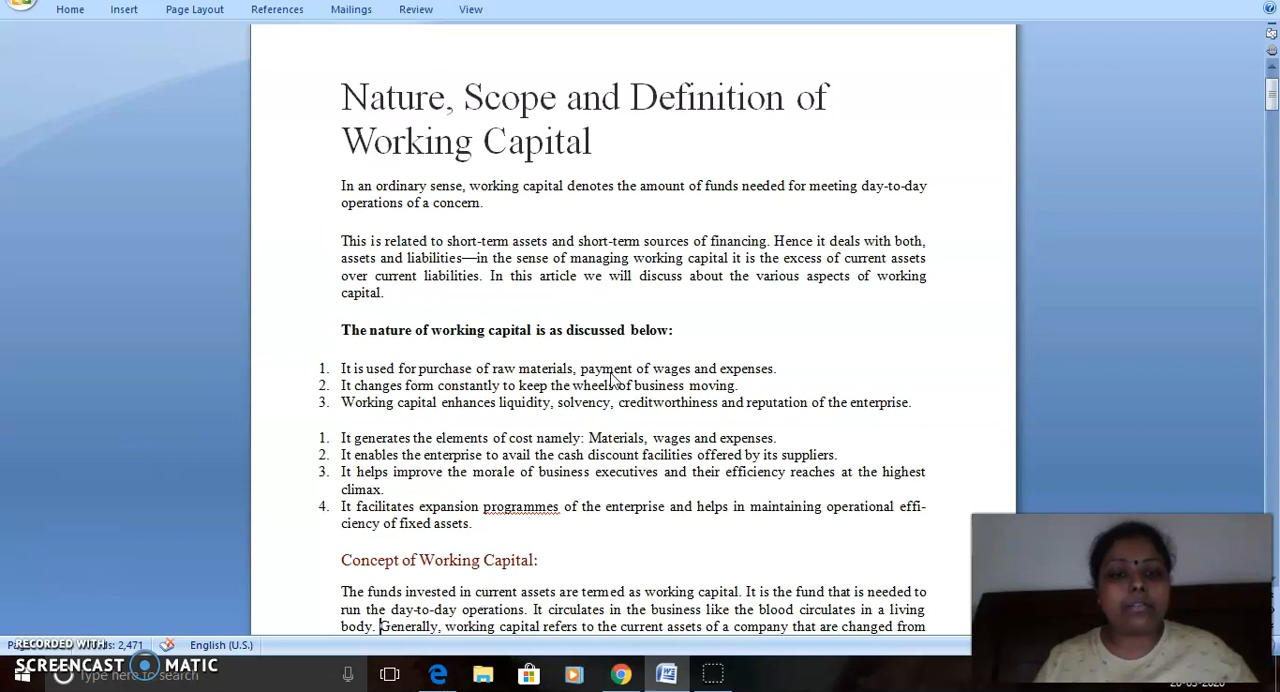 Home Insert Page Layout References Mailings Review View
Nature, Scope and Definition of
Working Capital
In an ordinary sense, working capital denotes the amount of funds needed for meeting day-to-day
operations of a concern.
This is related to short-term assets and short-term sources of financing. Hence it deals with both,
assets and liabilities—in the sense of managing working capital it is the excess of current assets
over current liabilities. In this article we will discuss about the various aspects of working
capital.
The nature of working capital is as discussed below:
1. It is used for purchase of raw materials, payment of wages and expenses.
2. It changes form constantly to keep the wheels of business moving.
3. Working capital enhances liquidity, solvency, creditworthiness and reputation of the enterprise.
1. It generates the elements of cost namely: Materials, wages and expenses.
2. It enables the enterprise to avail the cash discount facilities offered by its suppliers.
3. It helps improve the morale of business executives and their efficiency reaches at the highest
climax.
4. It facilitates expansion programmes of the enterprise and helps in maintaining operational effi-
ciency of fixed assets.
Concept of Working Capital:
The funds invested in current assets are termed as working capital. It is the fund that is needed to
run the day-to-day operations. It circulates in the business like the blood circulates in a living
body. Generally, working capital refers to the current assets of a company that are changed from
2,471 English (U.S.)
RECORDED WITH
SCREENCAST MATIC
Type here to search